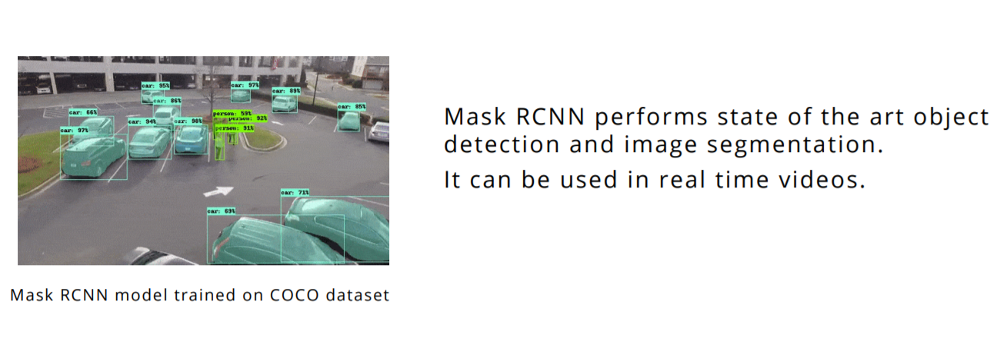 car: 95%
car: 97%
car: 89%
car: 86%
car: 85%
car: 66%
person: 59%
person: 92%
car: 94%
car: 98%
car: 97%
person: 91%
car: 71%
car: 69%
Mask RCNN performs state of the art object
detection and image segmentation.
It can be used in real time videos.
Mask RCNN model trained on COCO dataset